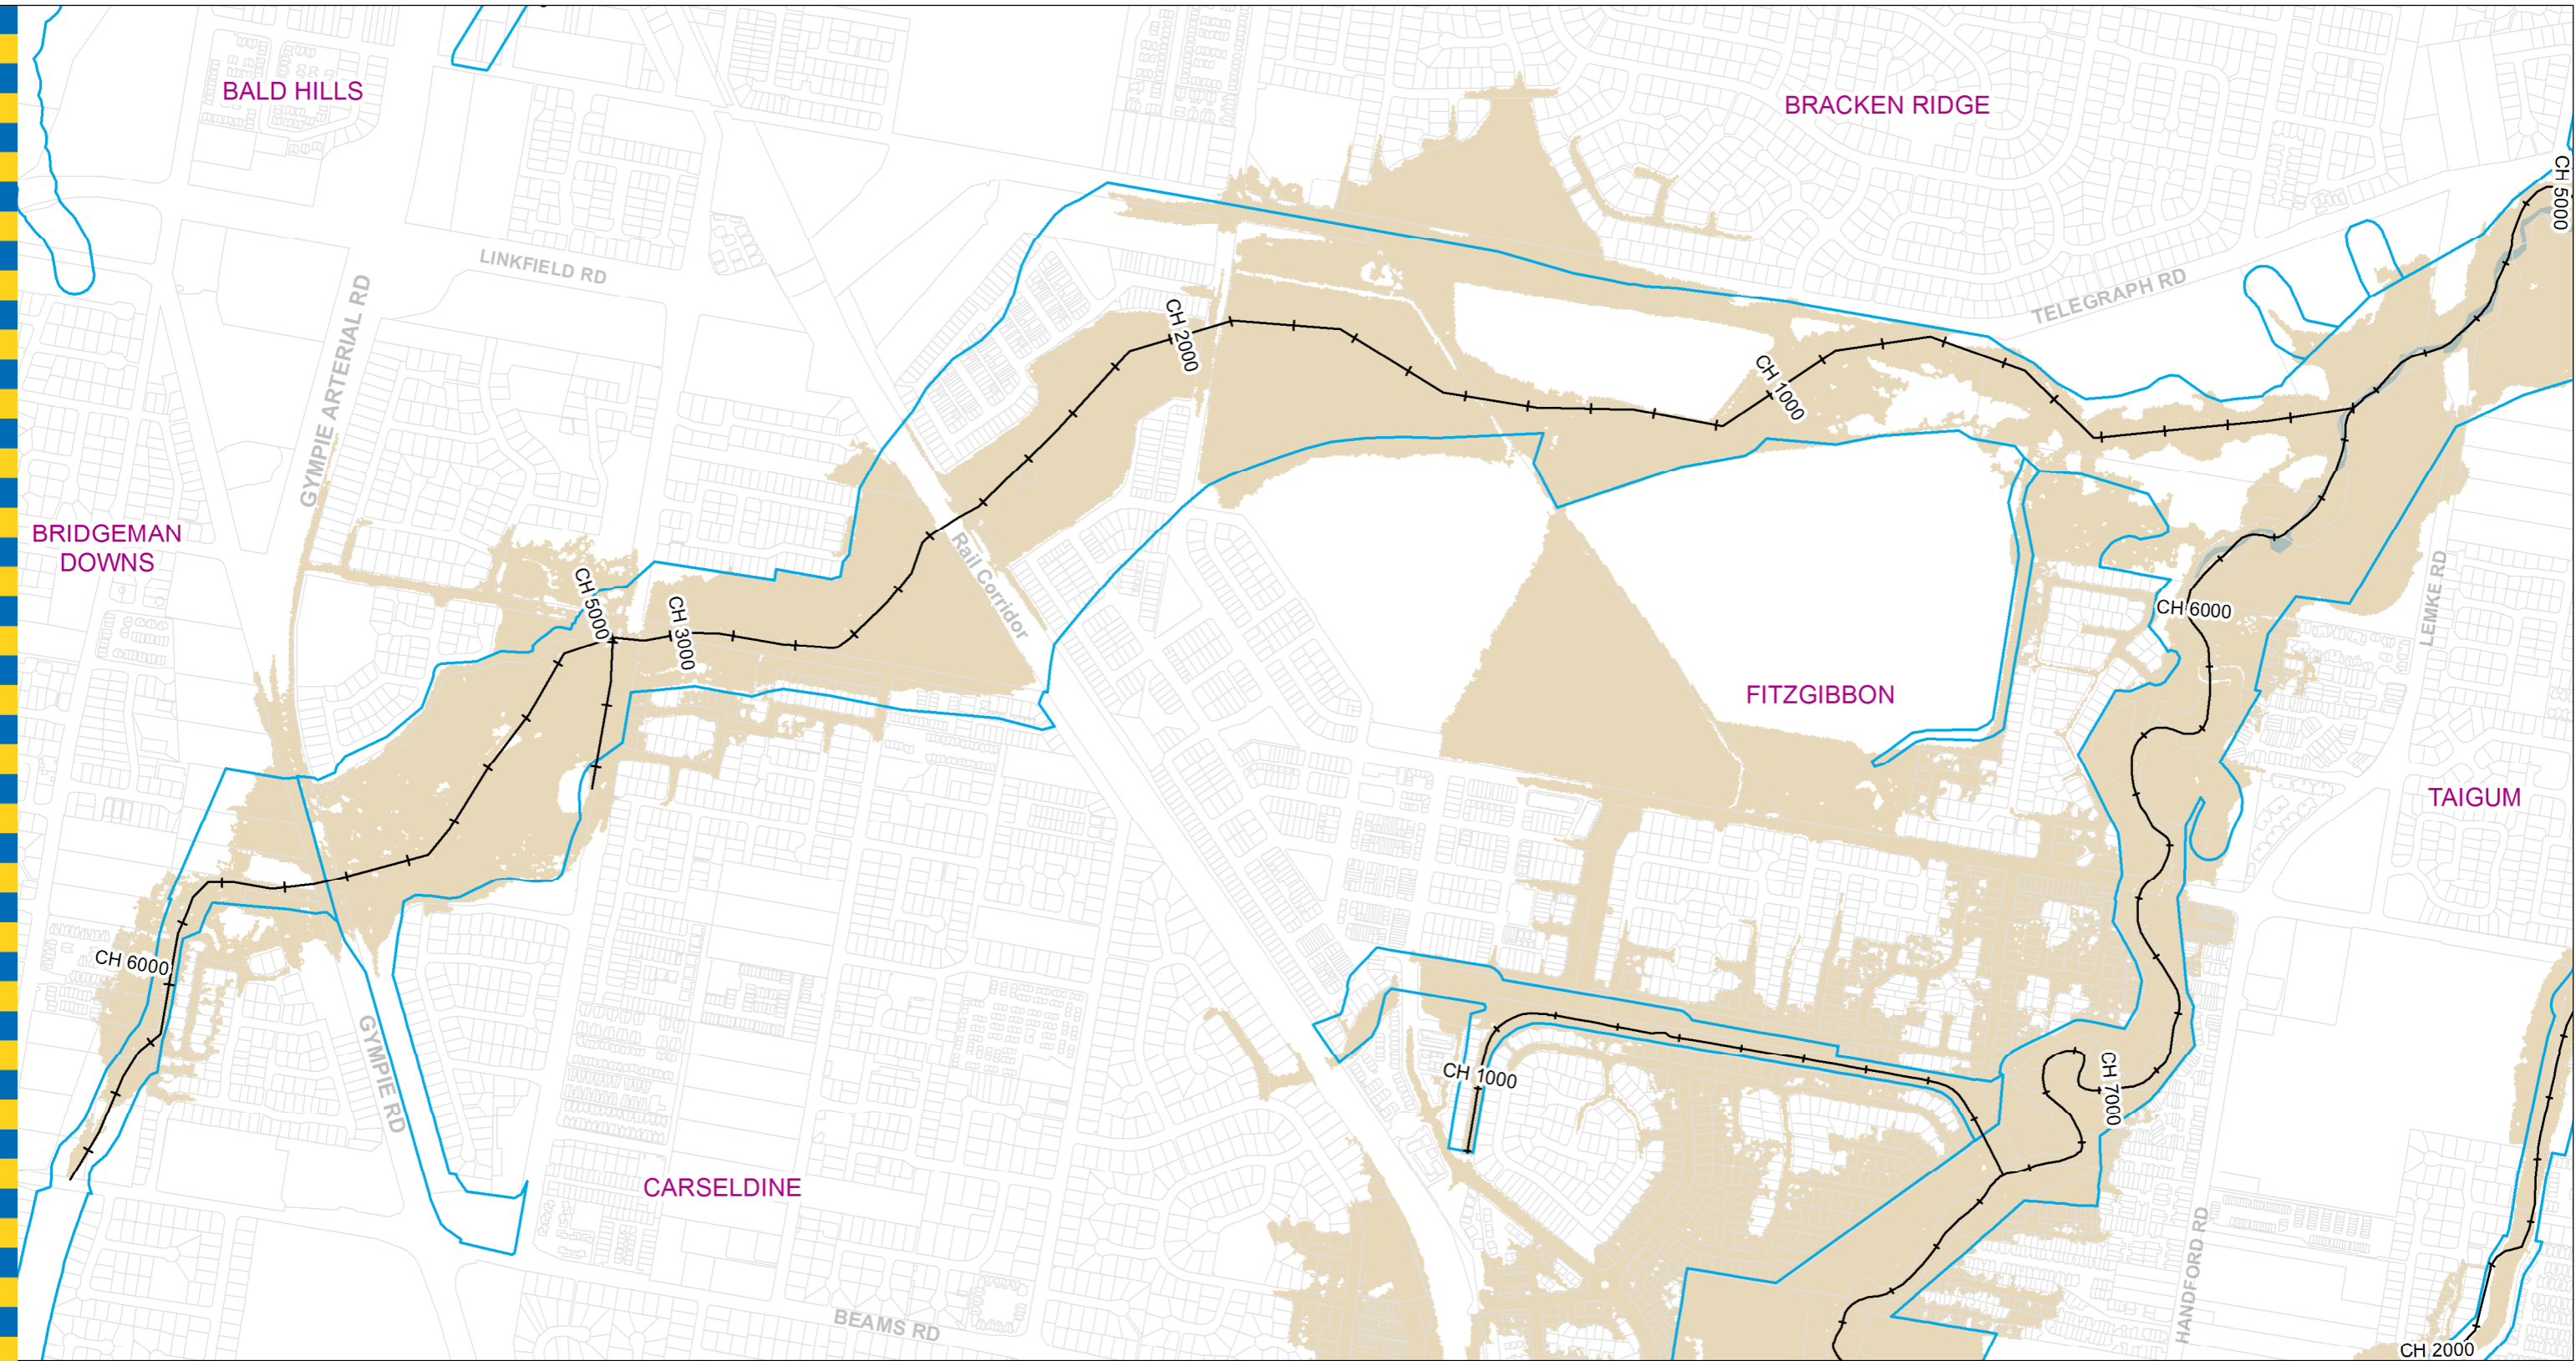 BALD HILLS
BRACKEN RIDGE
CH 5000
LINKFIELD RD
TELEGRAPH RD
GYMPIE ARTERIAL RD
CH 2000
CH 1000
BRIDGEMAN
DOWNS
Rail Corridor
CH 5000
CH 3000
CH 6000
LEMKE RD
FITZGIBBON
TAIGUM
CH 6000
GYMPIE RD
CH 1000
CH 7000
CARSELDINE
HANDFORD RD
BEAMS RD
CH 2000